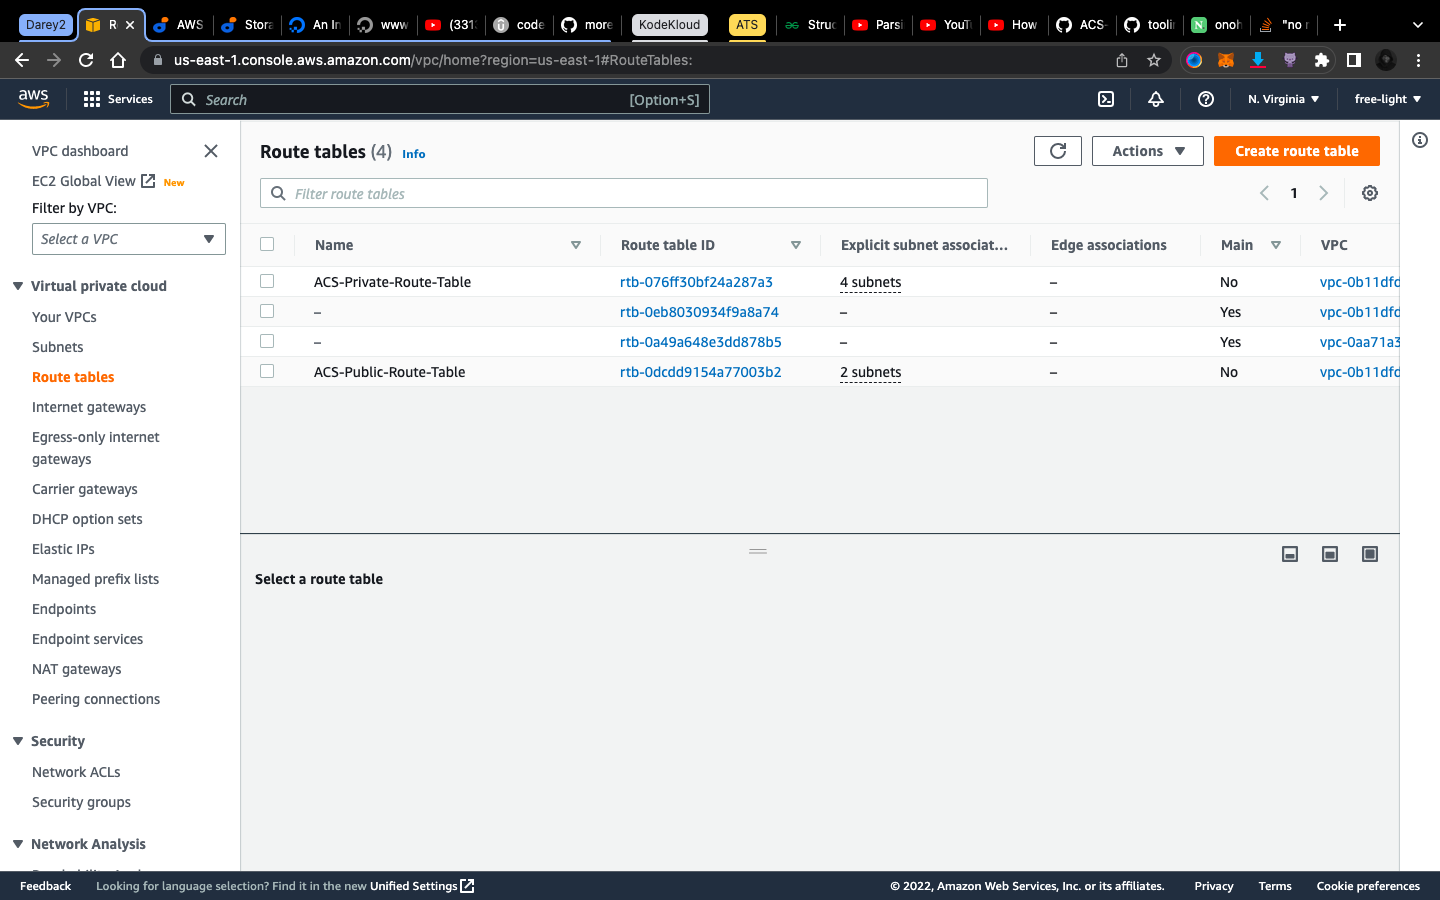 Darey2 R AWS Stora An In www (331: code more KodeKloud ATS Struc Parsi YouTu How ACS- toolin onoh "no r
us-east-1.console.aws.amazon.com/vpc/home?region=us-east-1#RouteTables:
aws Services Search [Option+S] N. Virginia free-light
VPC dashboard
EC2 Global View New
Filter by VPC:
Select a VPC
Virtual private cloud
Your VPCs
Subnets
Route tables
Internet gateways
Egress-only internet
gateways
Carrier gateways
DHCP option sets
Elastic IPs
Managed prefix lists
Endpoints
Endpoint services
NAT gateways
Peering connections
Security
Network ACLs
Security groups
Network Analysis
Route tables (4) Info
Actions Create route table
Filter route tables
1
Name Route table ID Explicit subnet associat... Edge associations Main VPC
ACS-Private-Route-Table rtb-076ff30bf24a287a3 4 subnets – No vpc-0b11dfd
– rtb-0eb8030934f9a8a74 – – Yes vpc-0b11dfd
– rtb-0a49a648e3dd878b5 – – Yes vpc-0aa71a3
ACS-Public-Route-Table rtb-0dcdd9154a77003b2 2 subnets – No vpc-0b11dfd
Select a route table
Feedback Looking for language selection? Find it in the new Unified Settings © 2022, Amazon Web Services, Inc. or its affiliates. Privacy Terms Cookie preferences